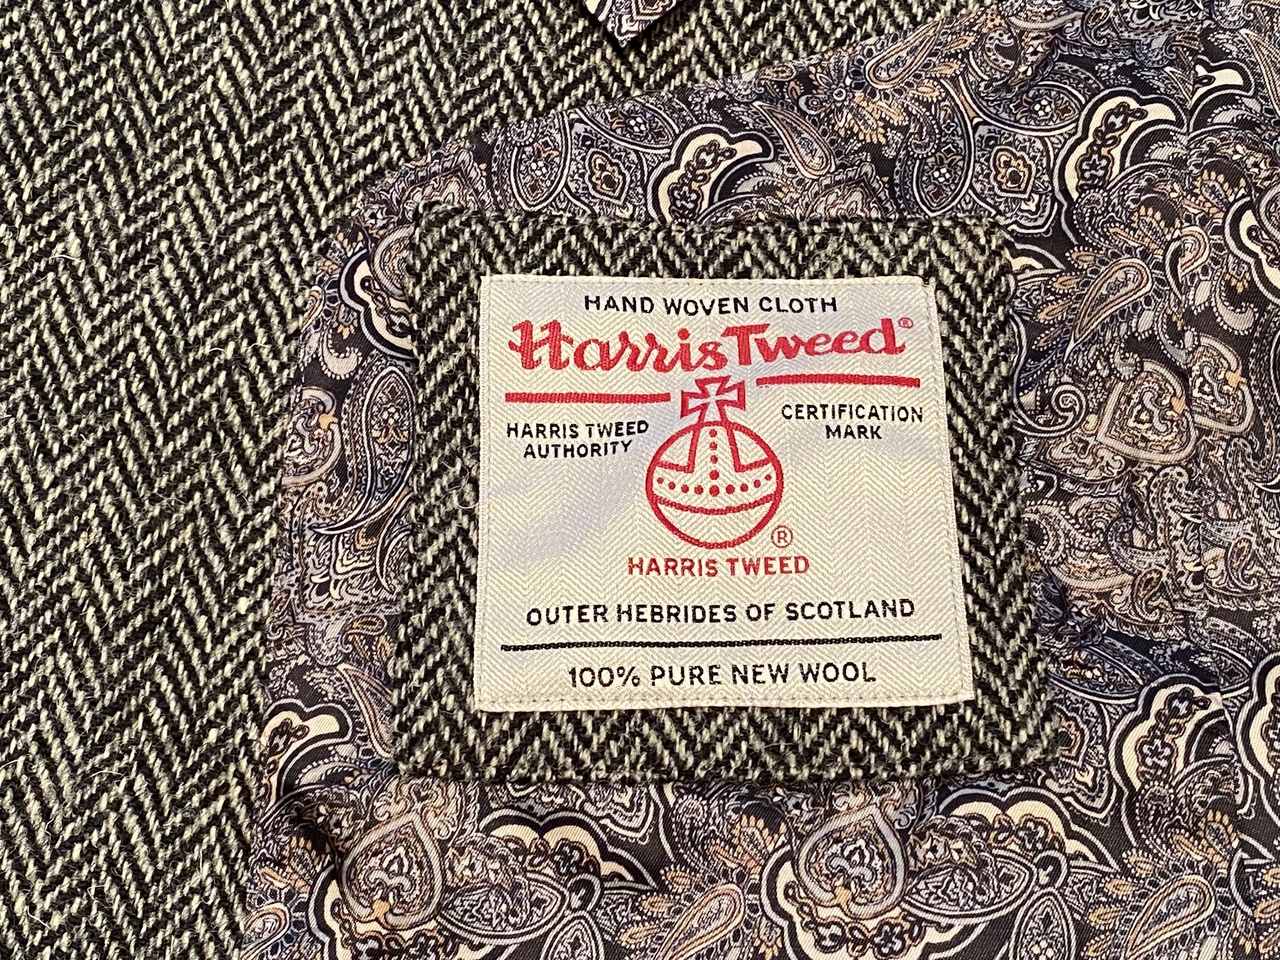 HAND WOVEN CLOTH
Harris Tweed®
HARRIS TWEED
AUTHORITY
CERTIFICATION
MARK
®
HARRIS TWEED
OUTER HEBRIDES OF SCOTLAND
100% PURE NEW WOOL